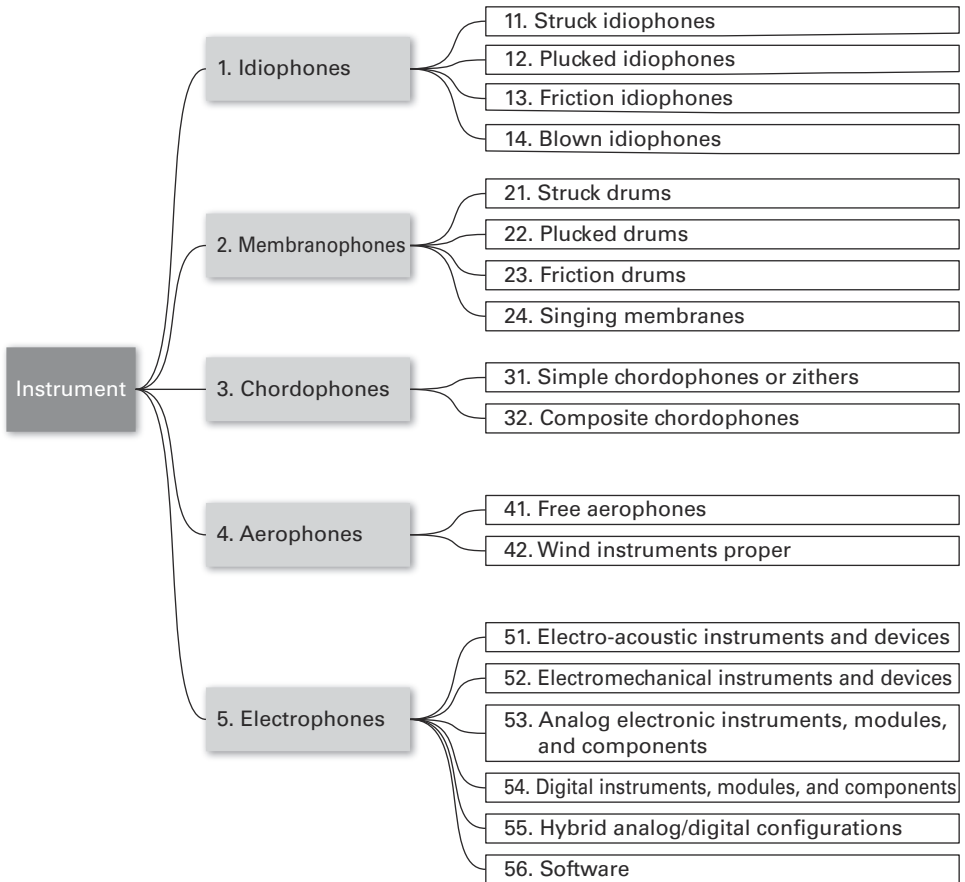 Instrument
1. Idiophones
11. Struck idiophones
12. Plucked idiophones
13. Friction idiophones
14. Blown idiophones
2. Membranophones
21. Struck drums
22. Plucked drums
23. Friction drums
24. Singing membranes
3. Chordophones
31. Simple chordophones or zithers
32. Composite chordophones
4. Aerophones
41. Free aerophones
42. Wind instruments proper
5. Electrophones
51. Electro-acoustic instruments and devices
52. Electromechanical instruments and devices
53. Analog electronic instruments, modules,
and components
54. Digital instruments, modules, and components
55. Hybrid analog/digital configurations
56. Software